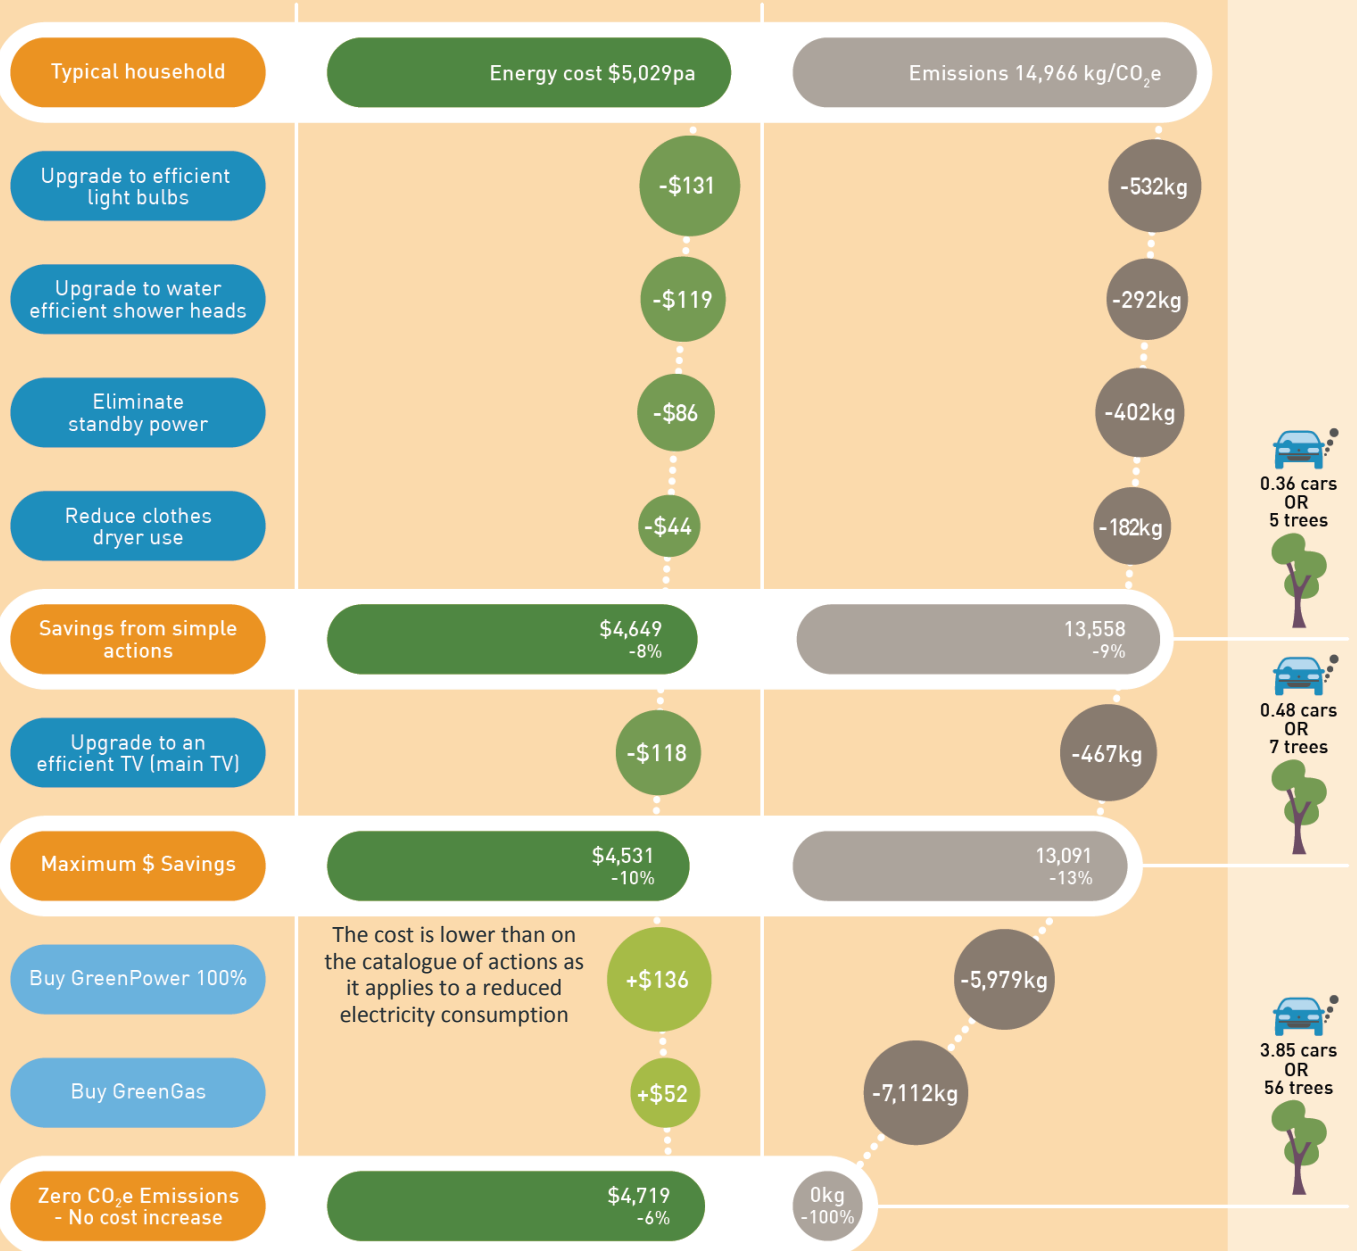 Typical household
Energy cost $5,029pa
Emissions 14,966 kg/CO₂e
Upgrade to efficient
light bulbs
-$131
-532kg
Upgrade to water
efficient shower heads
-$119
-292kg
Eliminate
standby power
-$86
-402kg
Reduce clothes
dryer use
-$44
-182kg
0.36 cars
OR
5 trees
Savings from simple
actions
$4,649
-8%
13,558
-9%
Upgrade to an
efficient TV (main TV)
-$118
-467kg
0.48 cars
OR
7 trees
Maximum $ Savings
$4,531
-10%
13,091
-13%
The cost is lower than on
the catalogue of actions as
it applies to a reduced
electricity consumption
Buy GreenPower 100%
+$136
-5,979kg
Buy GreenGas
+$52
-7,112kg
3.85 cars
OR
56 trees
Zero CO₂e Emissions
- No cost increase
$4,719
-6%
0kg
-100%